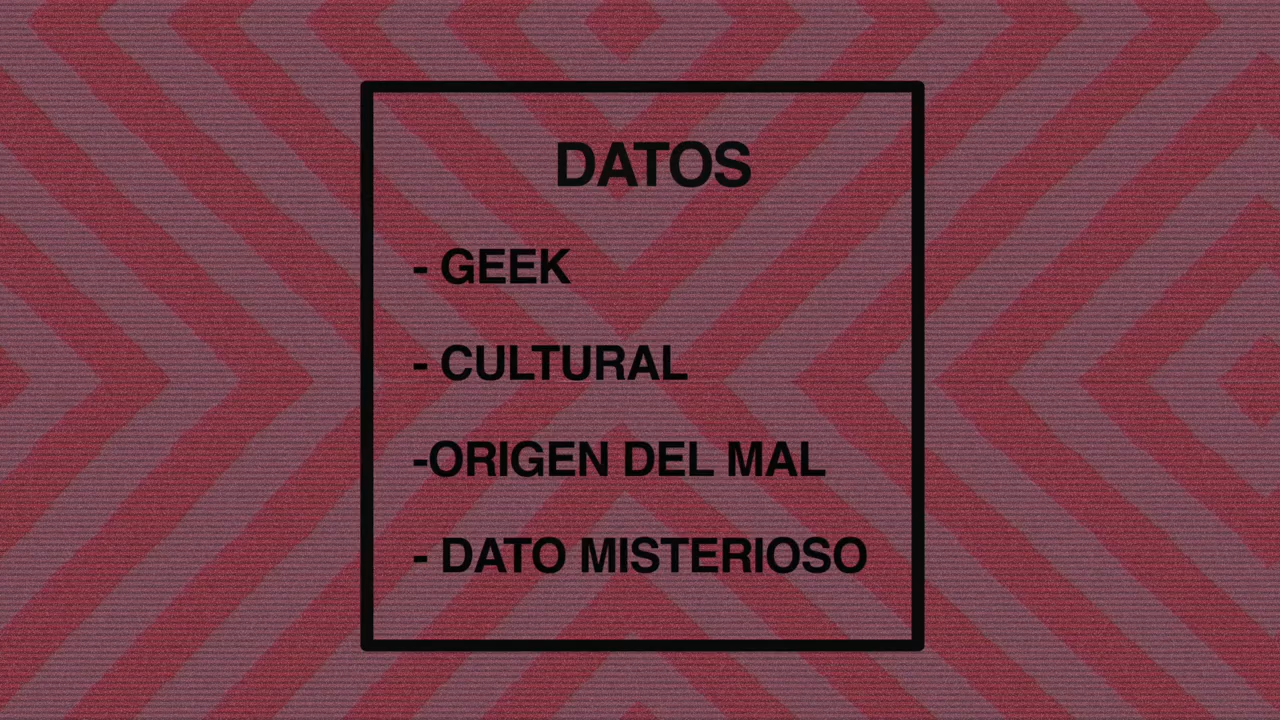 DATOS
- GEEK
- CULTURAL
-ORIGEN DEL MAL
- DATO MISTERIOSO